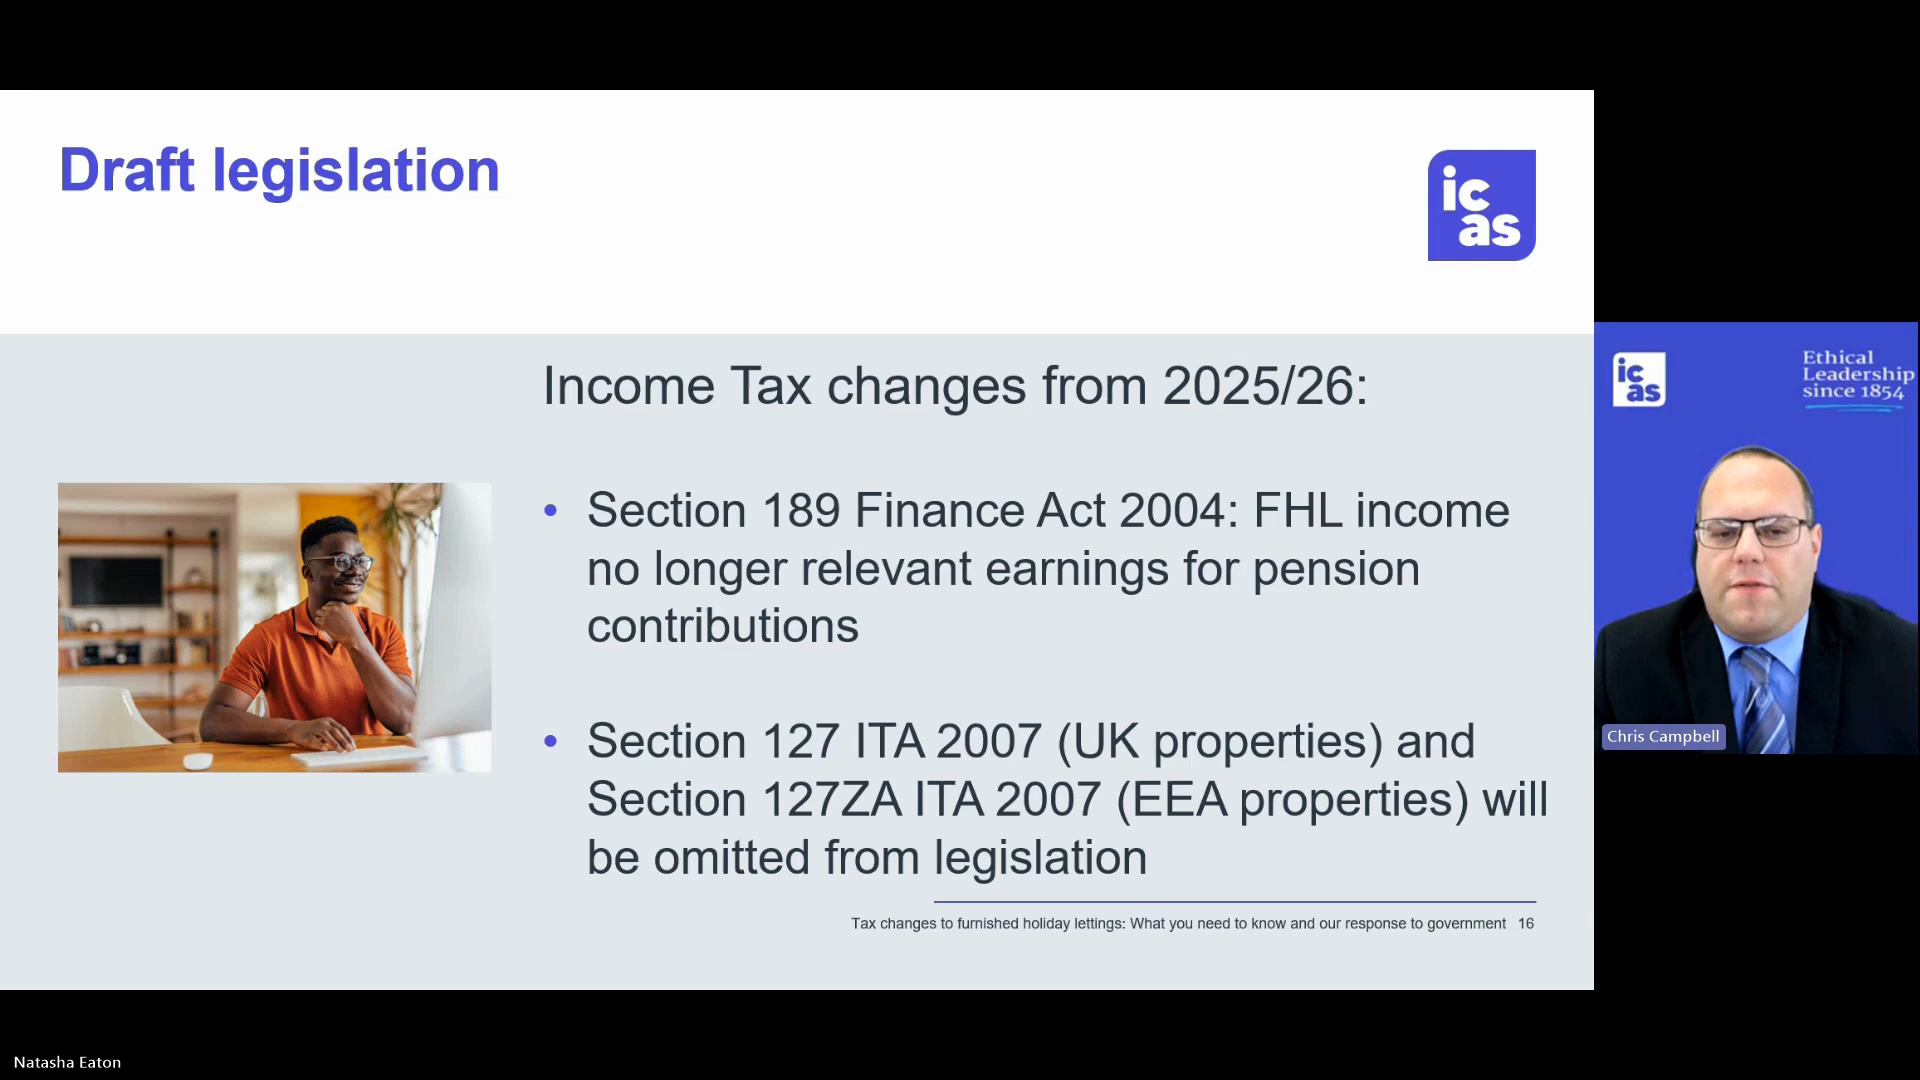 Draft legislation
ic
as
Income Tax changes from 2025/26:
• Section 189 Finance Act 2004: FHL income
no longer relevant earnings for pension
contributions
• Section 127 ITA 2007 (UK properties) and
Section 127ZA ITA 2007 (EEA properties) will
be omitted from legislation
Tax changes to furnished holiday lettings: What you need to know and our response to government 16
ic
as
Ethical
Leadership
since 1854
Chris Campbell
Natasha Eaton